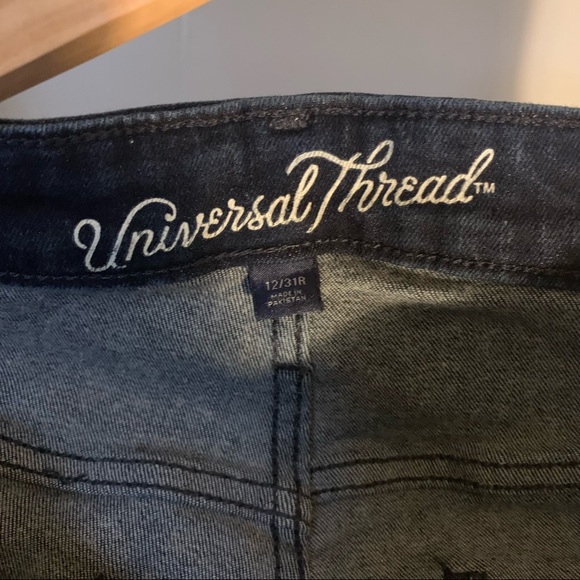 Universal Thread™
12/31R
MADE IN
PAKISTAN